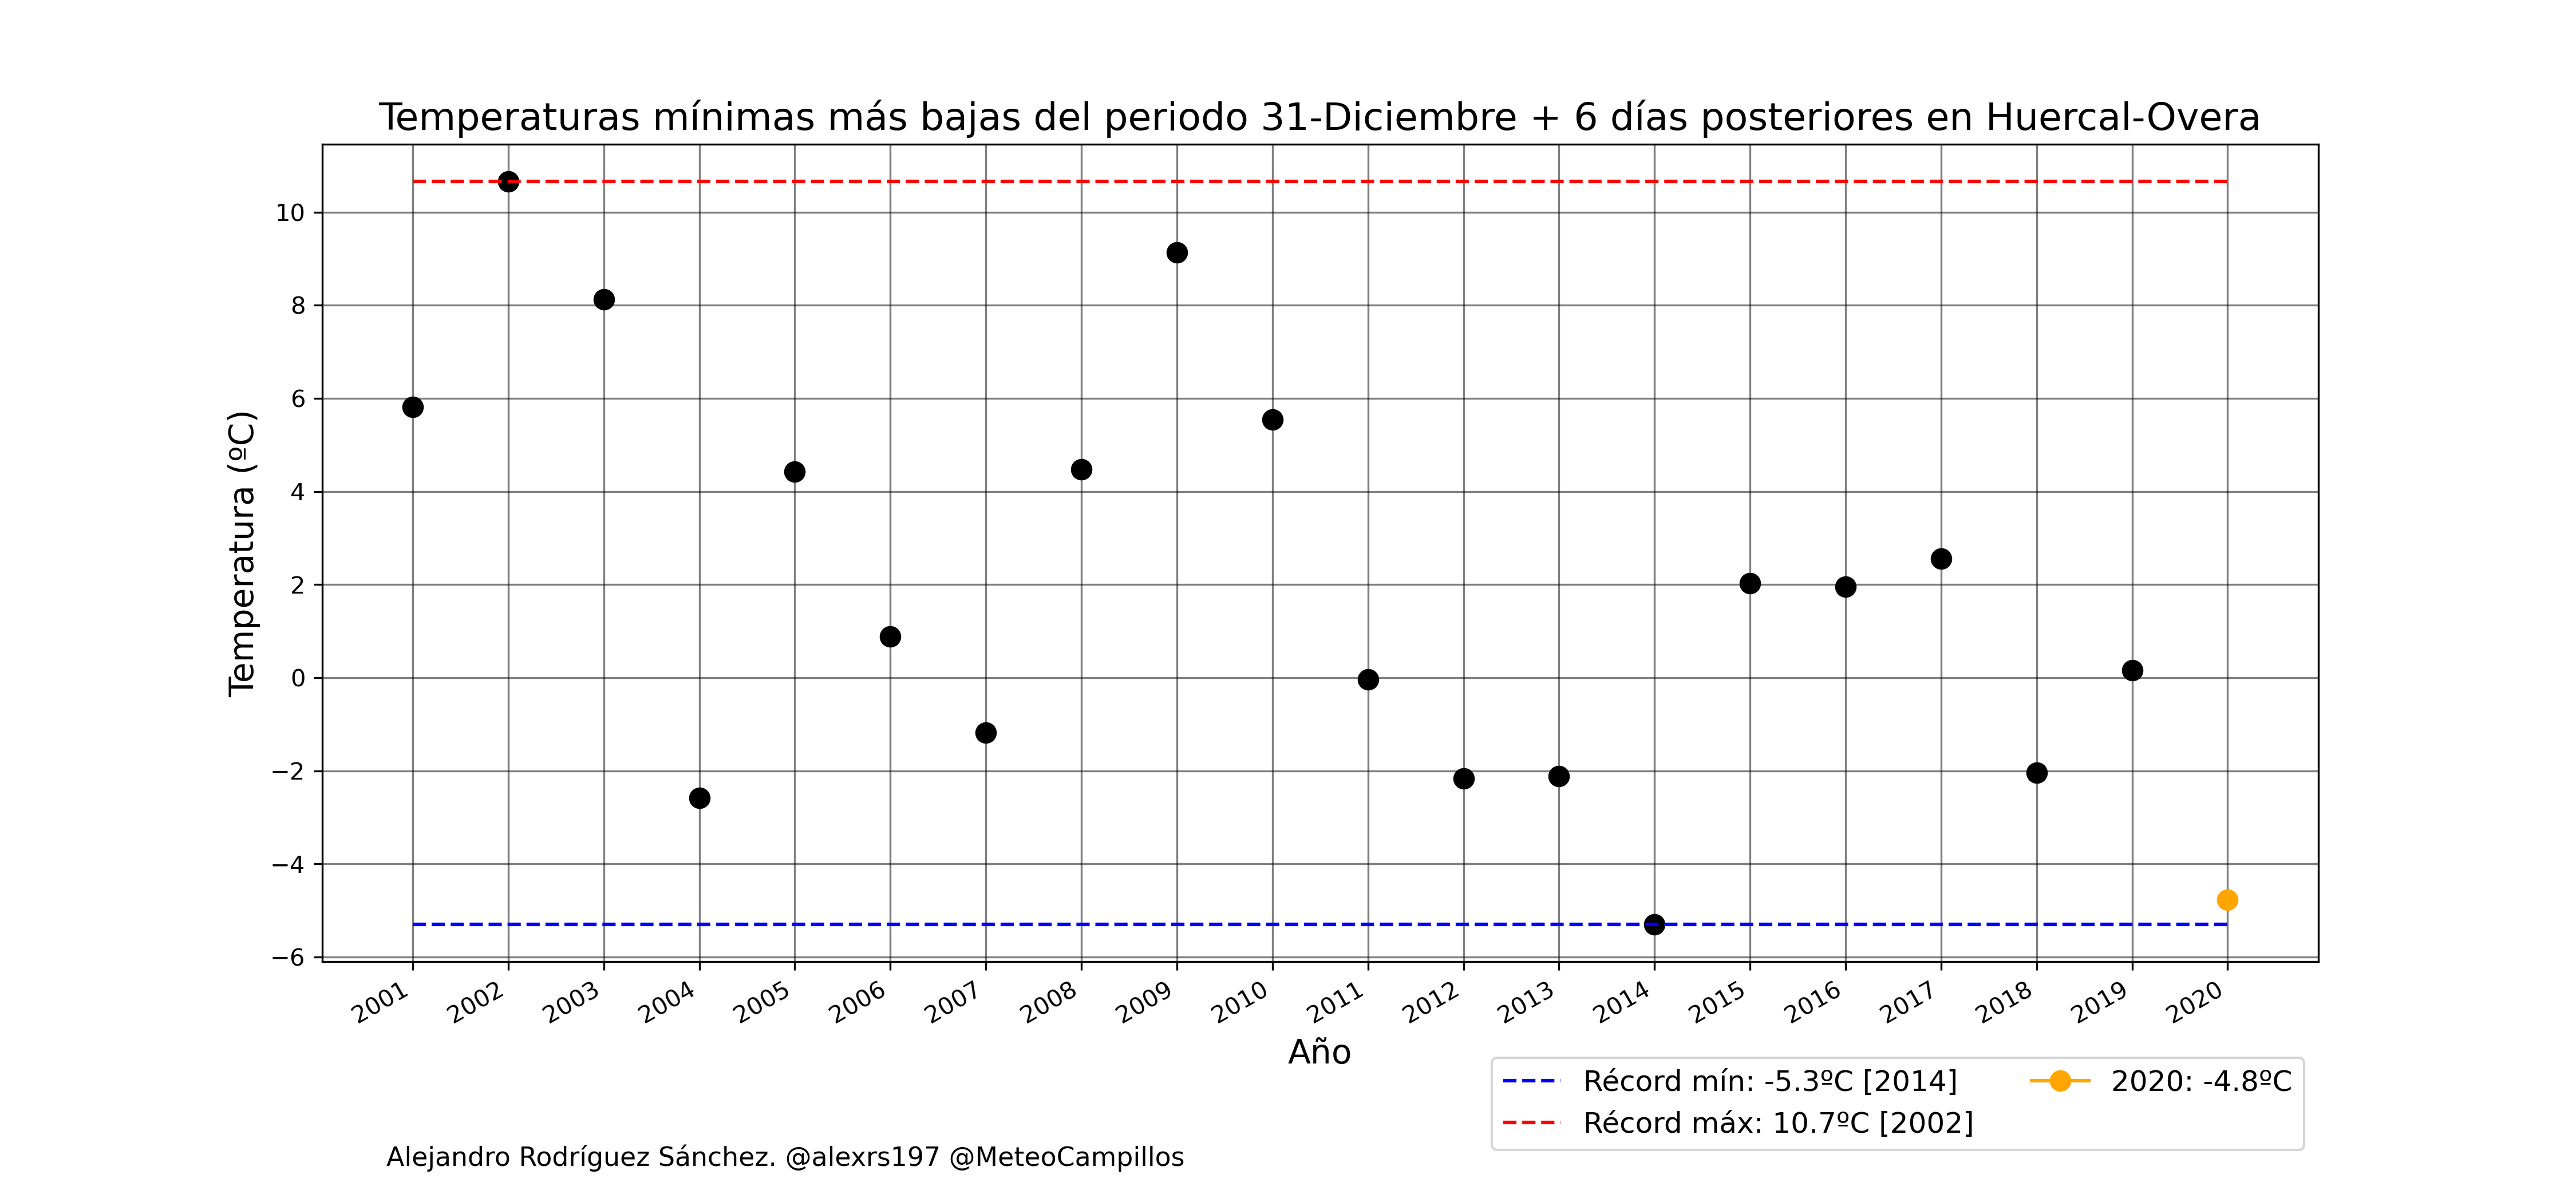 Temperaturas mínimas más bajas del periodo 31-Diciembre + 6 días posteriores en Huercal-Overa
Temperatura (ºC)
10
8
6
4
2
0
−2
−4
−6
2001 2002 2003 2004 2005 2006 2007 2008 2009 2010 2011 2012 2013 2014 2015 2016 2017 2018 2019 2020
Año
Récord mín: -5.3ºC [2014] 2020: -4.8ºC
Récord máx: 10.7ºC [2002]
Alejandro Rodríguez Sánchez. @alexrs197 @MeteoCampillos